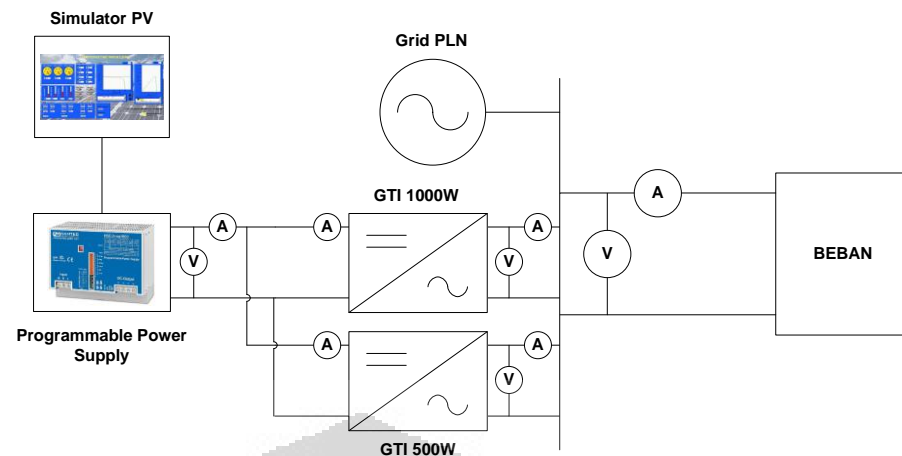 Simulator PV
Grid PLN
GTI 1000W
A
A
A
A
V
V
V
BEBAN
Programmable Power
Supply
A
A
V
GTI 500W